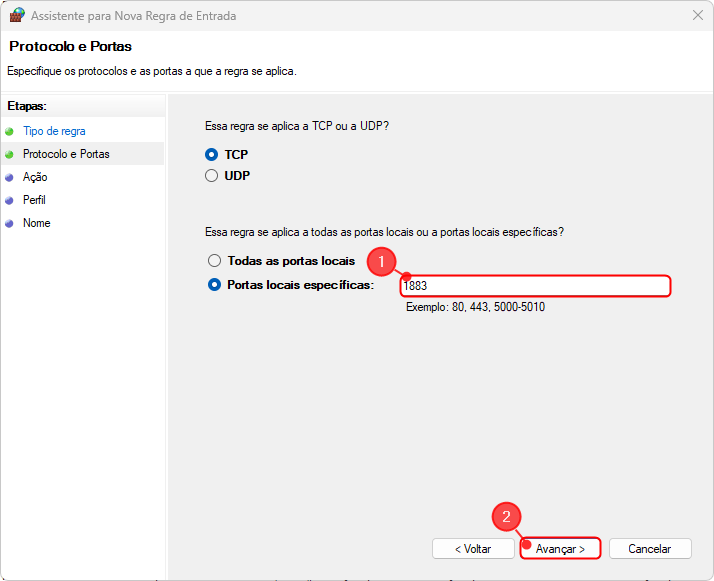 Assistente para Nova Regra de Entrada
Protocolo e Portas
Especifique os protocolos e as portas a que a regra se aplica.
Etapas:
Tipo de regra
Protocolo e Portas
Ação
Perfil
Nome
Essa regra se aplica a TCP ou a UDP?
TCP
UDP
Essa regra se aplica a todas as portas locais ou a portas locais específicas?
Todas as portas locais
1
Portas locais específicas:
1883
Exemplo: 80, 443, 5000-5010
2
< Voltar
Avançar >
Cancelar